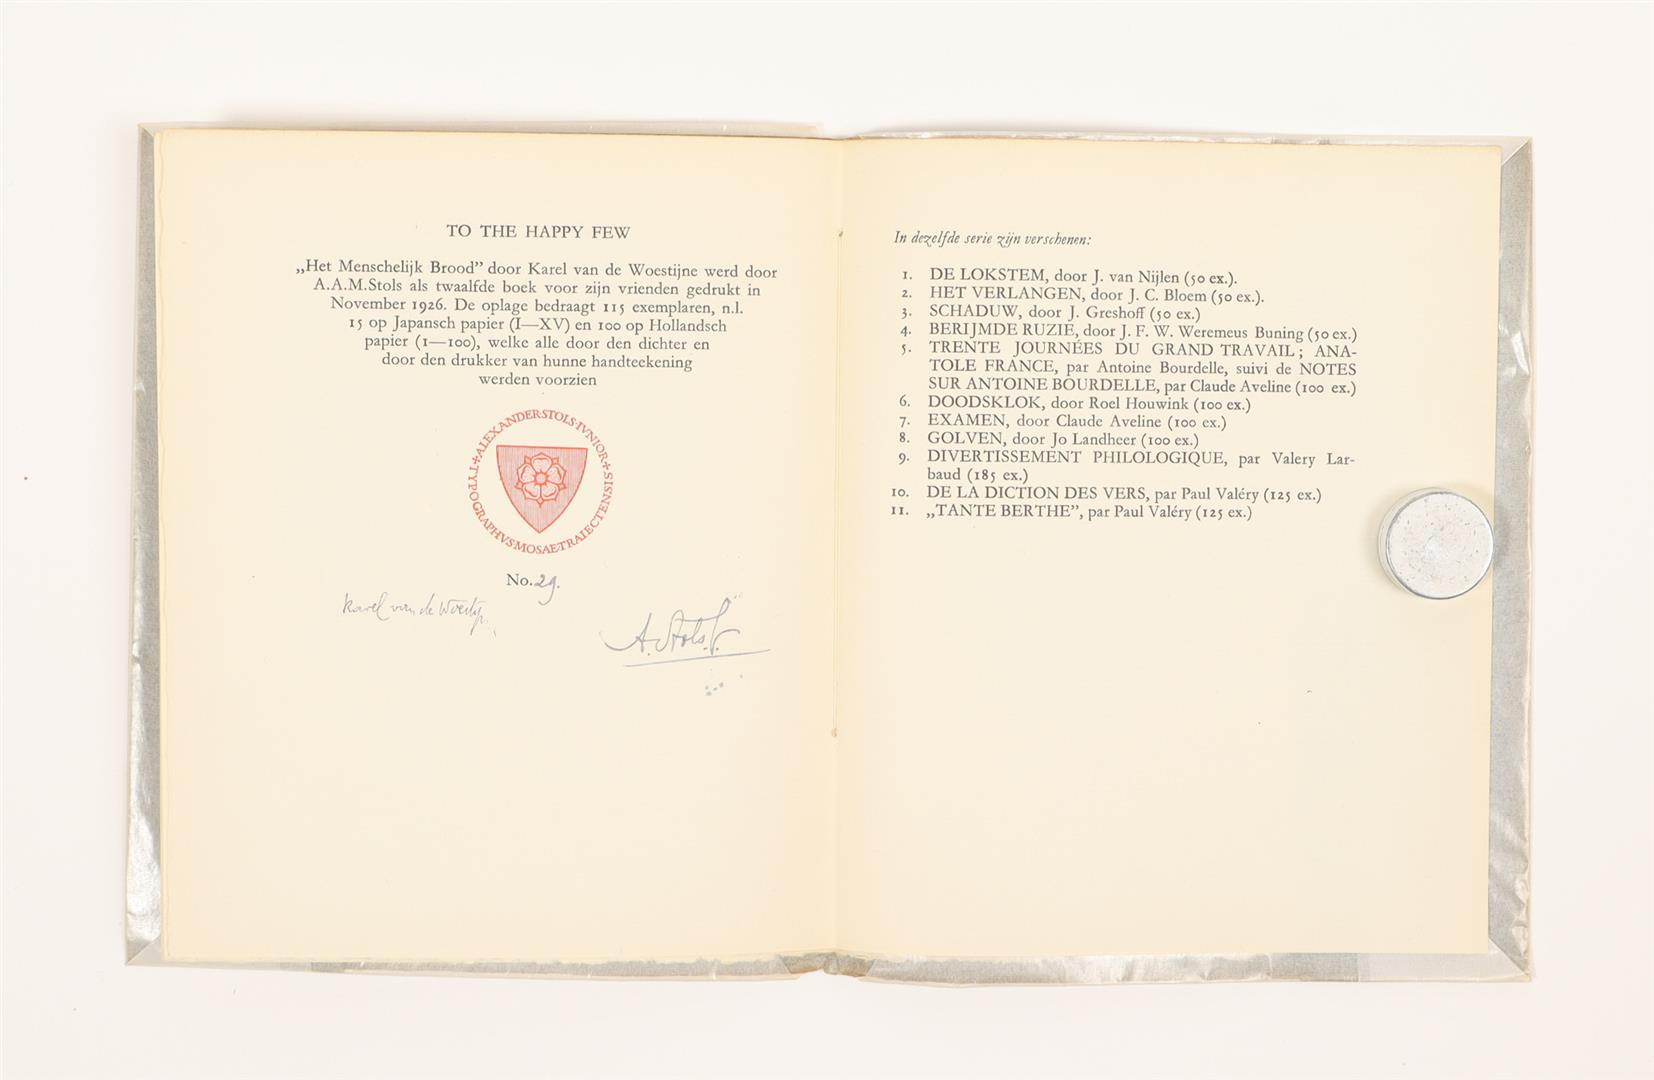 TO THE HAPPY FEW
„Het Menschelijk Brood” door Karel van de Woestijne werd door
A.A.M.Stols als twaalfde boek voor zijn vrienden gedrukt in
November 1926. De oplage bedraagt 115 exemplaren, n.l.
15 op Japansch papier (I—XV) en 100 op Hollandsch
papier (1—100), welke alle door den dichter en
door den drukker van hunne handteekening
werden voorzien
ALEXANDER STOLS·IVNIOR+TYPOGRAPHVS·MOSAE·TRAIECTENSIS+
No. 29.
Karel van de Woestijne
A. Stols. f.
In dezelfde serie zijn verschenen:
1. DE LOKSTEM, door J. van Nijlen (50 ex.).
2. HET VERLANGEN, door J. C. Bloem (50 ex.).
3. SCHADUW, door J. Greshoff (50 ex.)
4. BERIJMDE RUZIE, door J. F. W. Weremeus Buning (50 ex.)
5. TRENTE JOURNÉES DU GRAND TRAVAIL; ANA-
TOLE FRANCE, par Antoine Bourdelle, suivi de NOTES
SUR ANTOINE BOURDELLE, par Claude Aveline (100 ex.)
6. DOODSKLOK, door Roel Houwink (100 ex.)
7. EXAMEN, door Claude Aveline (100 ex.)
8. GOLVEN, door Jo Landheer (100 ex.)
9. DIVERTISSEMENT PHILOLOGIQUE, par Valery Lar-
baud (185 ex.)
10. DE LA DICTION DES VERS, par Paul Valéry (125 ex.)
11. „TANTE BERTHE”, par Paul Valéry (125 ex.)